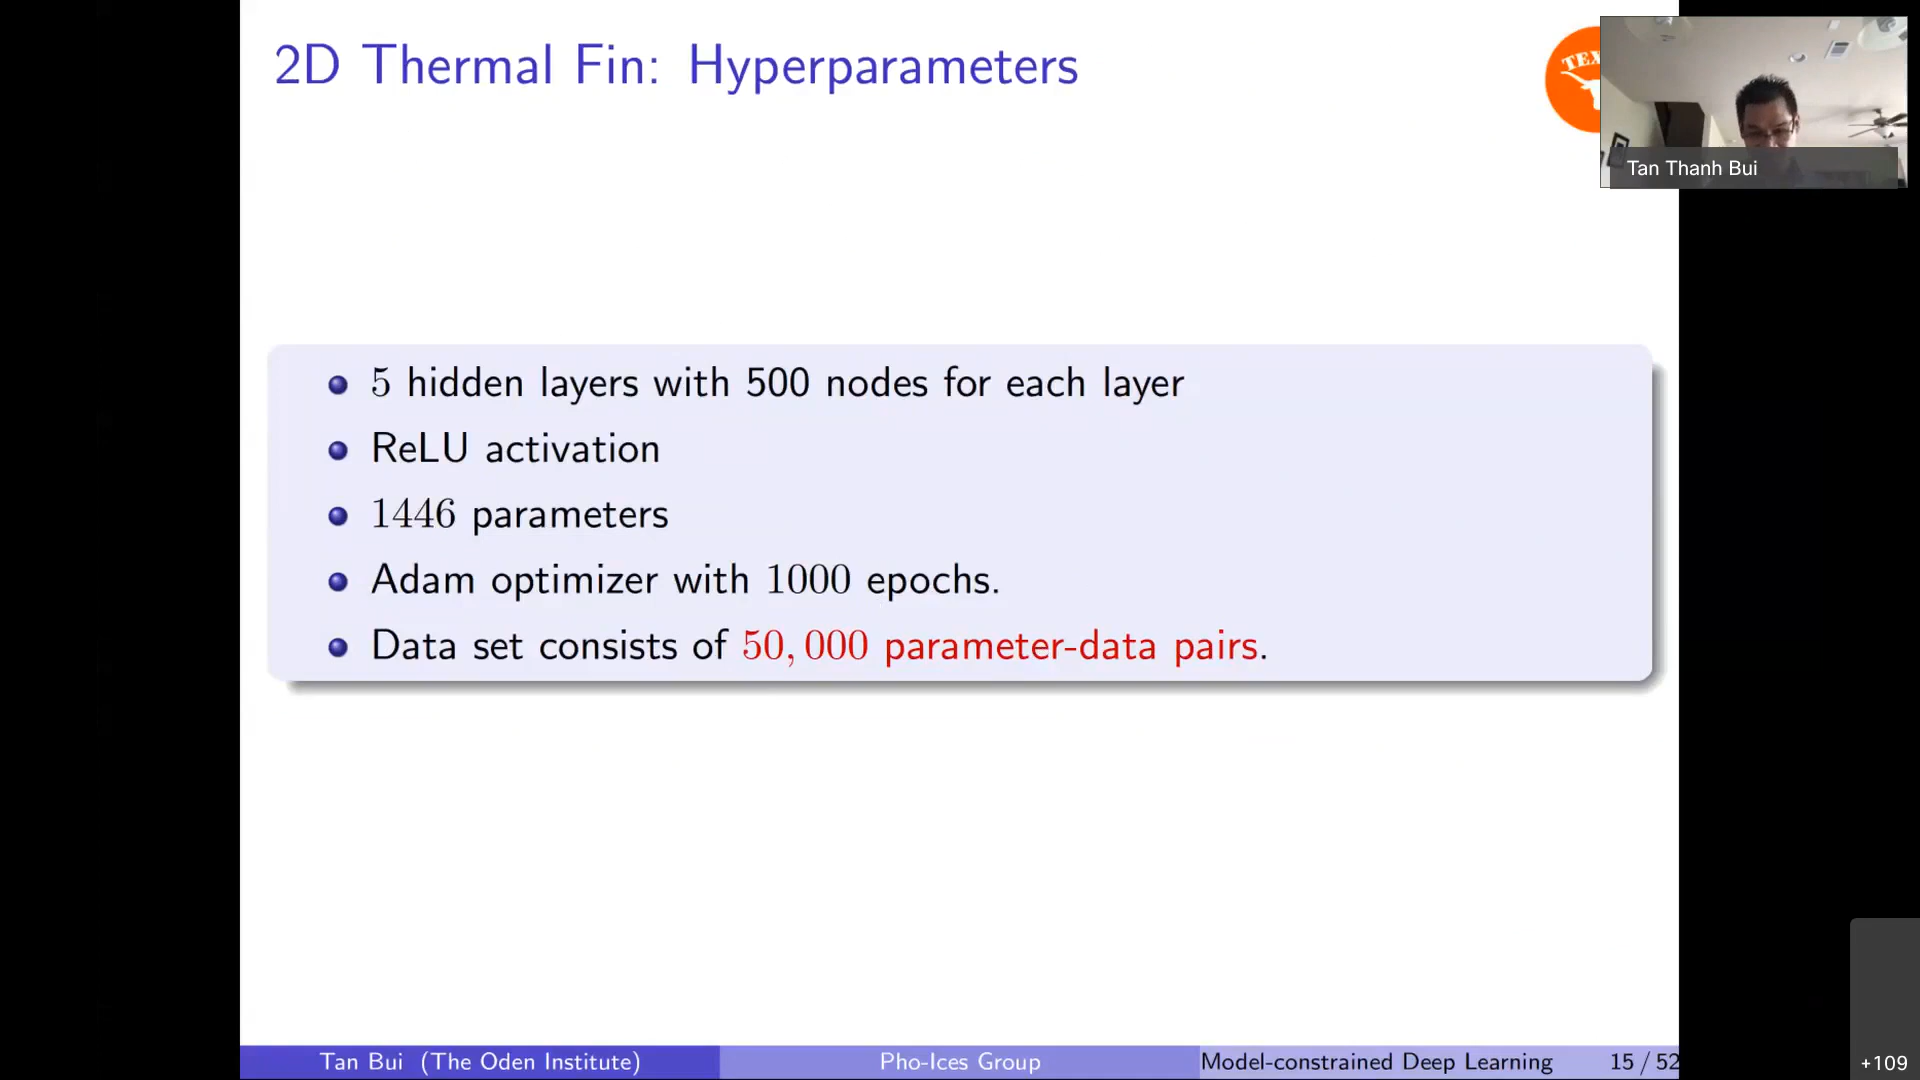 2D Thermal Fin: Hyperparameters
TEX
Tan Thanh Bui
5 hidden layers with 500 nodes for each layer
ReLU activation
1446 parameters
Adam optimizer with 1000 epochs.
Data set consists of 50, 000 parameter-data pairs.
Tan Bui (The Oden Institute) Pho-Ices Group Model-constrained Deep Learning 15 / 52
+109